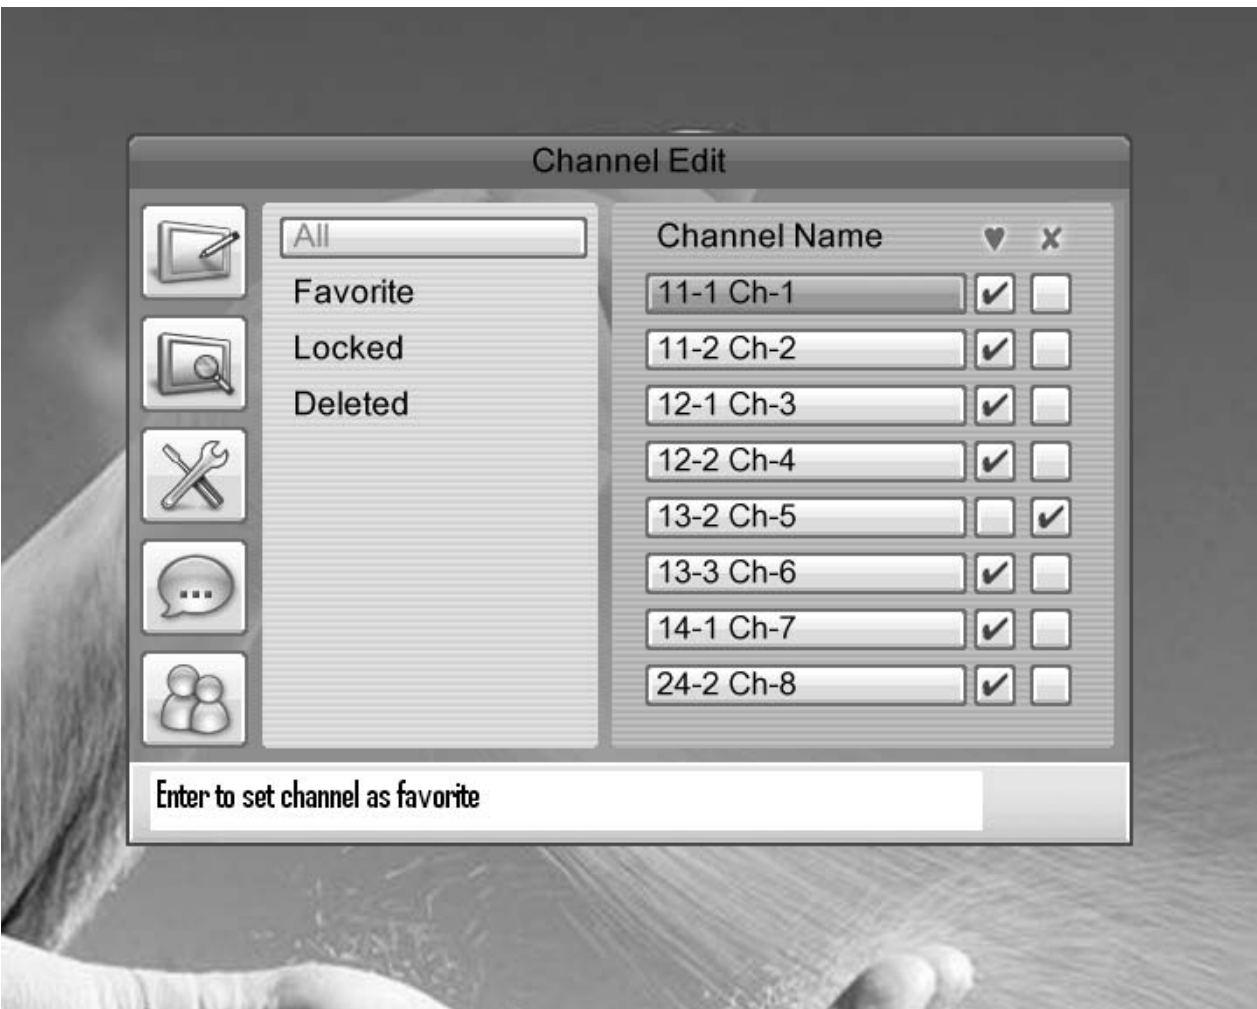 Channel Edit
All
Favorite
Locked
Deleted
Channel Name
11-1 Ch-1
11-2 Ch-2
12-1 Ch-3
12-2 Ch-4
13-2 Ch-5
13-3 Ch-6
14-1 Ch-7
24-2 Ch-8
Enter to set channel as favorite